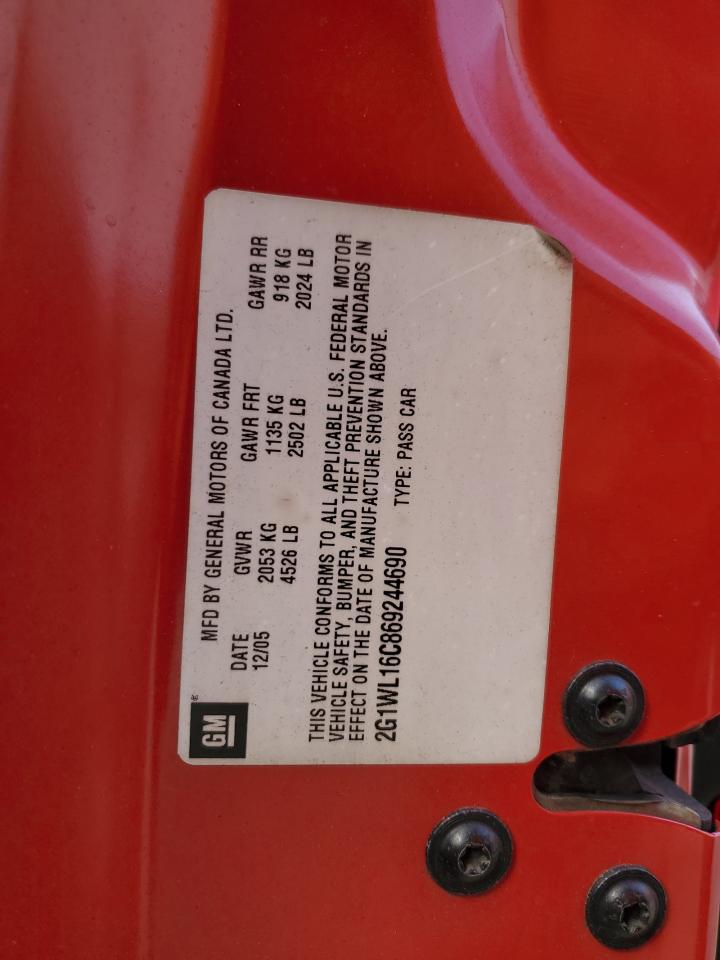 GM
MFD BY GENERAL MOTORS OF CANADA LTD.
DATE GVWR GAWR FRT GAWR RR
12/05 2053 KG 1135 KG 918 KG
4526 LB 2502 LB 2024 LB
THIS VEHICLE CONFORMS TO ALL APPLICABLE U.S. FEDERAL MOTOR
VEHICLE SAFETY, BUMPER, AND THEFT PREVENTION STANDARDS IN
EFFECT ON THE DATE OF MANUFACTURE SHOWN ABOVE.
2G1WL16C869244690 TYPE: PASS CAR